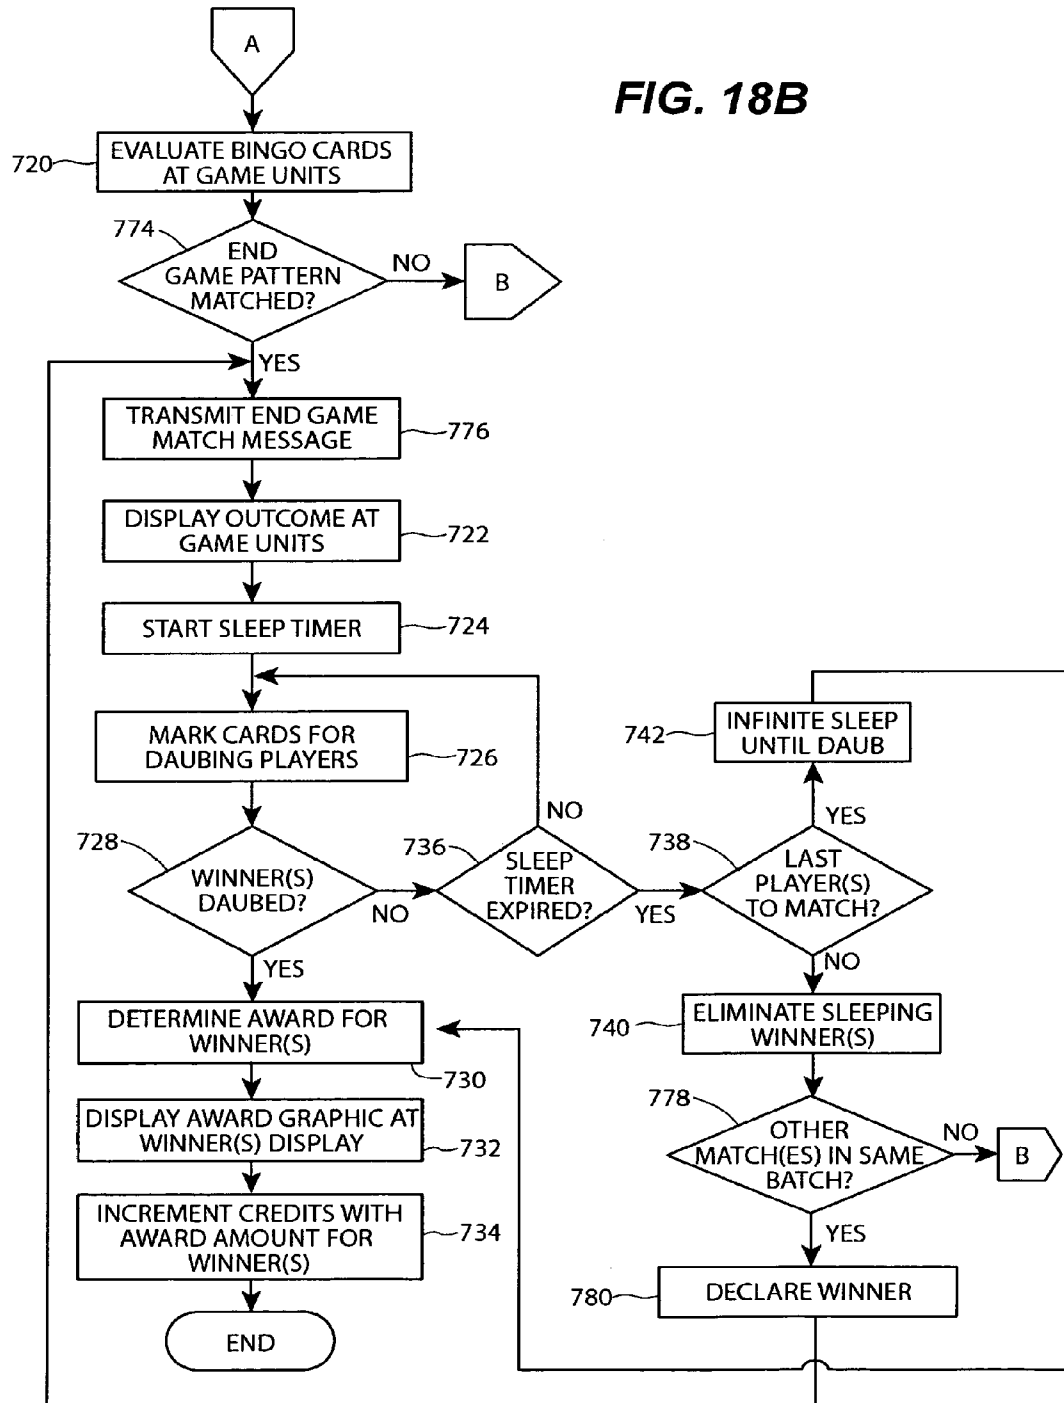 A
FIG. 18B
720
EVALUATE BINGO CARDS
AT GAME UNITS
774
END
GAME PATTERN
MATCHED?
NO
B
YES
TRANSMIT END GAME
MATCH MESSAGE
776
DISPLAY OUTCOME AT
GAME UNITS
722
START SLEEP TIMER
724
MARK CARDS FOR
DAUBING PLAYERS
726
742
INFINITE SLEEP
UNTIL DAUB
NO
YES
728
WINNER(S)
DAUBED?
NO
736
SLEEP
TIMER
EXPIRED?
YES
738
LAST
PLAYER(S)
TO MATCH?
YES
NO
DETERMINE AWARD FOR
WINNER(S)
730
740
ELIMINATE SLEEPING
WINNER(S)
DISPLAY AWARD GRAPHIC AT
WINNER(S) DISPLAY
732
778
OTHER
MATCH(ES) IN SAME
BATCH?
NO
B
INCREMENT CREDITS WITH
AWARD AMOUNT FOR
WINNER(S)
734
YES
780
DECLARE WINNER
END